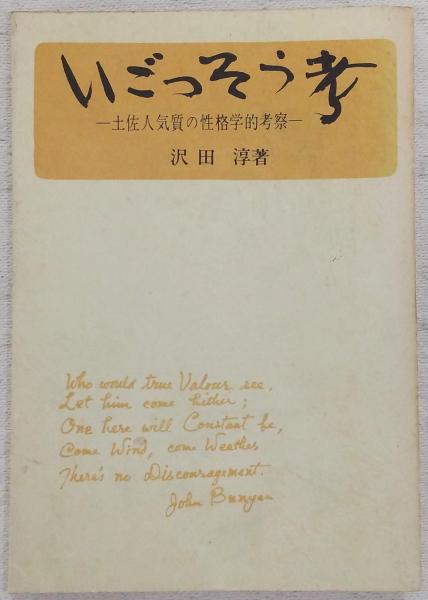 いごっそう考
―土佐人気質の性格学的考察―
沢田 淳著
Who would true Valour see,
Let him come hither;
One here will Constant be,
Come Wind, come Weather
There's no Discouragement.
John Bunyan